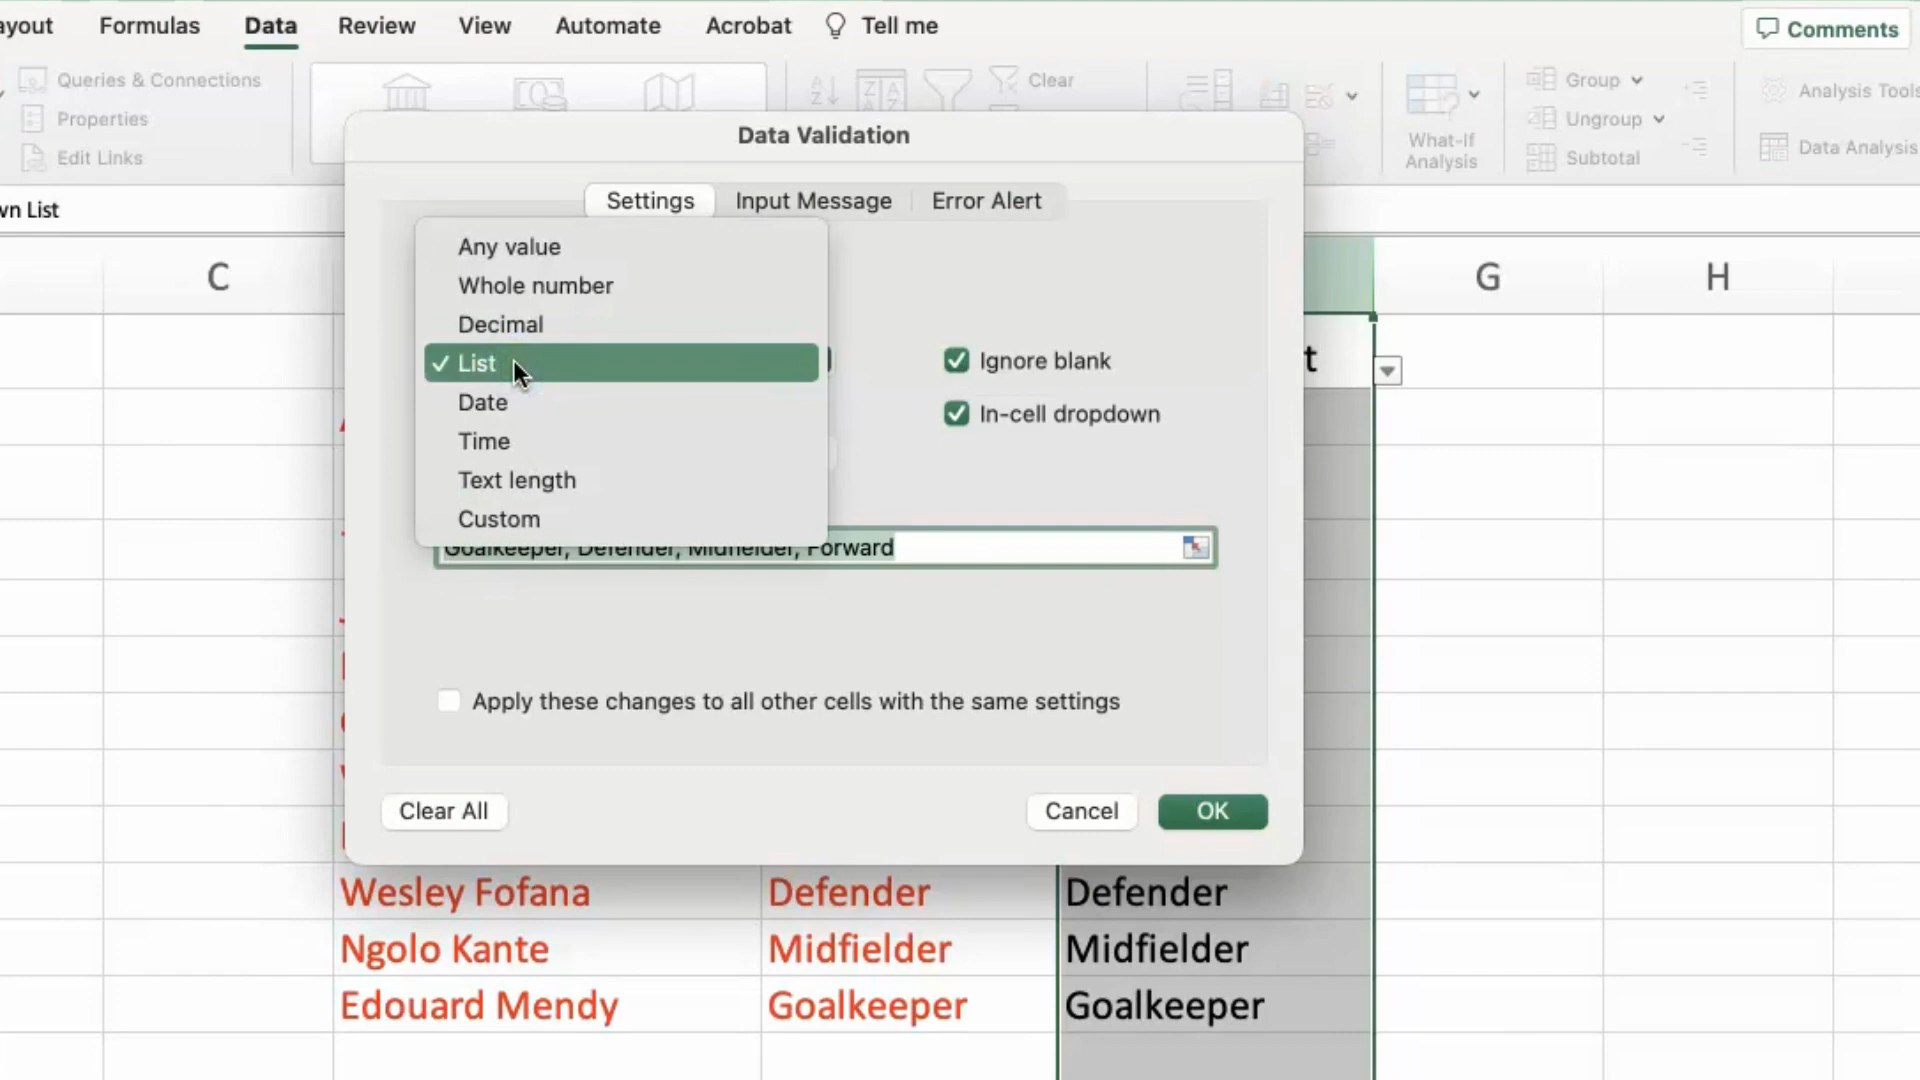 ayout Formulas Data Review View Automate Acrobat Tell me Comments
Queries & Connections
Properties
Edit Links
Clear
What-If
Analysis
Group
Ungroup
Subtotal
Analysis Tools
Data Analysis
Data Validation
Settings Input Message Error Alert
wn List
C G H
Any value
Whole number
Decimal
✓ List
Date
Time
Text length
Custom
Ignore blank
In-cell dropdown
t
Goalkeeper, Defender, Midfielder, Forward
Apply these changes to all other cells with the same settings
Clear All Cancel OK
Wesley Fofana Defender Defender
Ngolo Kante Midfielder Midfielder
Edouard Mendy Goalkeeper Goalkeeper